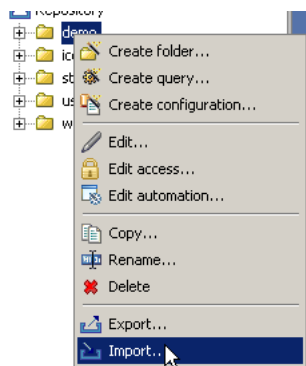 Repository
demo
Create folder...
Create query...
Create configuration...
Edit...
Edit access...
Edit automation...
Copy...
Rename...
Delete
Export...
Import...